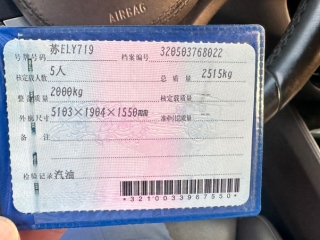 AIRBAG
号牌号码 苏ELY719 档案编号 320503768022
核定载人数 5人 总质量 2515kg
整备质量 2000kg 核定载质量
外廓尺寸 5103×1904×1550mm 准牵引总质量
备注
检验记录 汽油
*3210033967550*